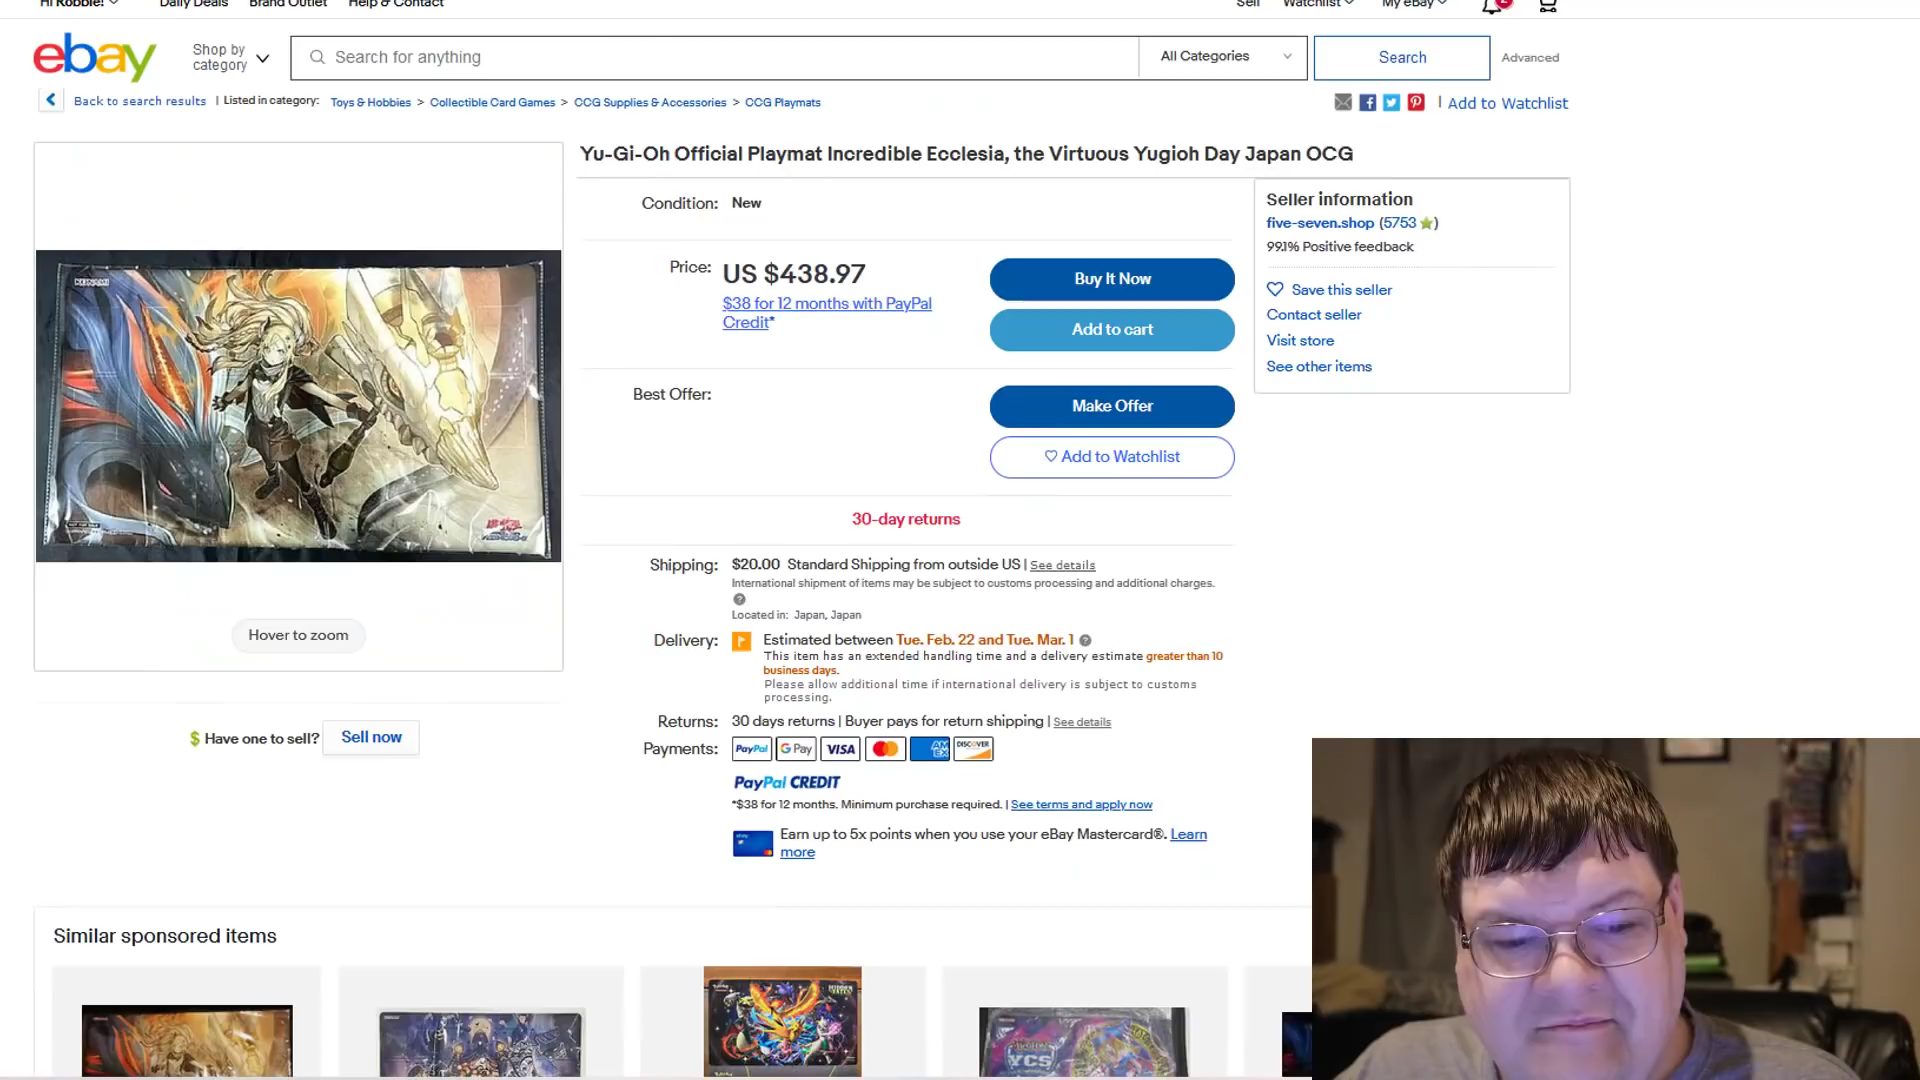 Hi Robbie!
Daily Deals
Brand Outlet
Help & Contact
Sell
Watchlist
My eBay
2
ebay
Shop by category
Search for anything
All Categories
Search
Advanced
Back to search results | Listed in category: Toys & Hobbies > Collectible Card Games > CCG Supplies & Accessories > CCG Playmats
| Add to Watchlist
Yu-Gi-Oh Official Playmat Incredible Ecclesia, the Virtuous Yugioh Day Japan OCG
Condition: New
Price: US $438.97
$38 for 12 months with PayPal
Credit*
Buy It Now
Add to cart
Best Offer:
Make Offer
Add to Watchlist
30-day returns
Shipping: $20.00 Standard Shipping from outside US | See details
International shipment of items may be subject to customs processing and additional charges.
Located in: Japan, Japan
Delivery: Estimated between Tue. Feb. 22 and Tue. Mar. 1
This item has an extended handling time and a delivery estimate greater than 10
business days.
Please allow additional time if international delivery is subject to customs
processing.
Returns: 30 days returns | Buyer pays for return shipping | See details
Payments: PayPal G Pay VISA AM EX DISCOVER
PayPal CREDIT
*$38 for 12 months. Minimum purchase required. | See terms and apply now
Earn up to 5x points when you use your eBay Mastercard®. Learn
more
Seller information
five-seven.shop (5753)
99.1% Positive feedback
Save this seller
Contact seller
Visit store
See other items
KONAMI
Hover to zoom
Have one to sell?
Sell now
Similar sponsored items
YCS